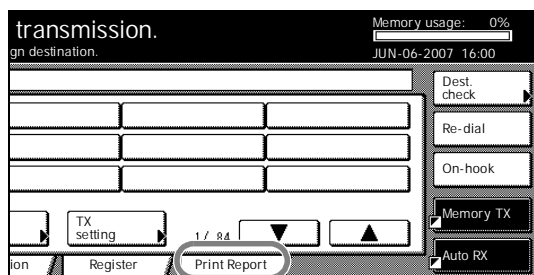 transmission.
Memory usage: 0%
gn destination.
JUN-06-2007 16:00
Dest.
check
Re-dial
On-hook
Memory TX
TX
setting
1/ 84
Auto RX
ion
Register
Print Report